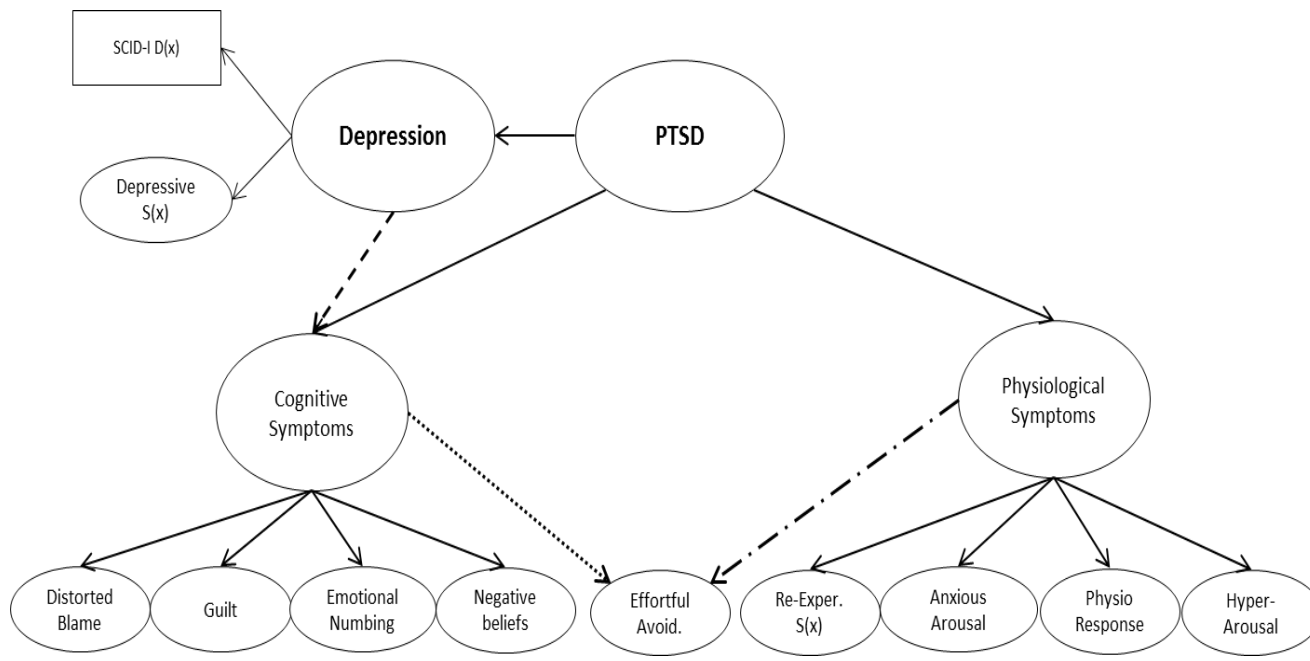 SCID-I D(x)
Depression
PTSD
Depressive
S(x)
Cognitive
Symptoms
Physiological
Symptoms
Distorted
Blame
Guilt
Emotional
Numbing
Negative
beliefs
Effortful
Avoid.
Re-Exper.
S(x)
Anxious
Arousal
Physio
Response
Hyper-
Arousal